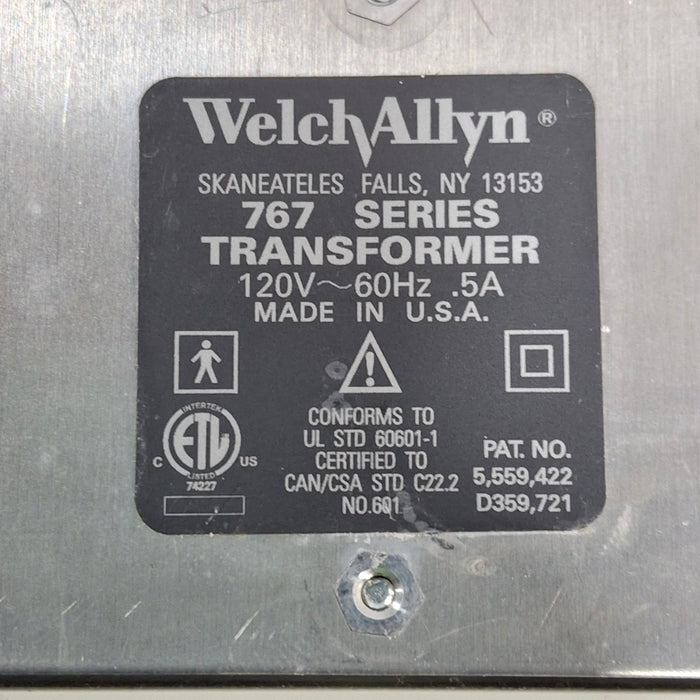 WelchAllyn®
SKANEATELES FALLS, NY 13153
767 SERIES
TRANSFORMER
120V~60Hz .5A
MADE IN U.S.A.
CONFORMS TO
UL STD 60601-1
CERTIFIED TO
CAN/CSA STD C22.2
NO.601
INTERTEK
ETL
C US
LISTED
74227
PAT. NO.
5,559,422
D359,721